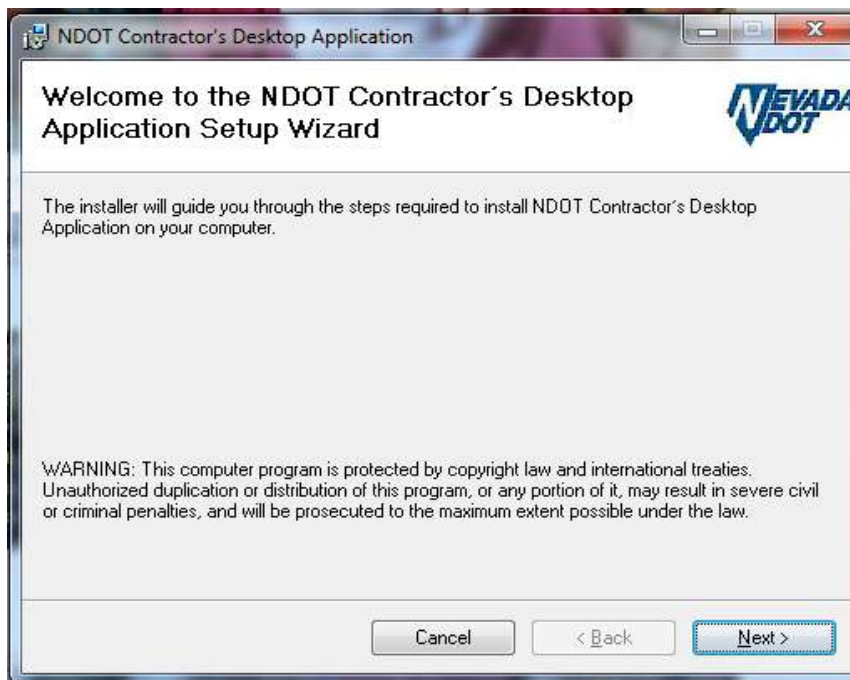 NDOT Contractor's Desktop Application
Welcome to the NDOT Contractor´s Desktop
Application Setup Wizard
NEVADA
DOT
The installer will guide you through the steps required to install NDOT Contractor´s Desktop
Application on your computer.
WARNING: This computer program is protected by copyright law and international treaties.
Unauthorized duplication or distribution of this program, or any portion of it, may result in severe civil
or criminal penalties, and will be prosecuted to the maximum extent possible under the law.
Cancel
< Back
Next >